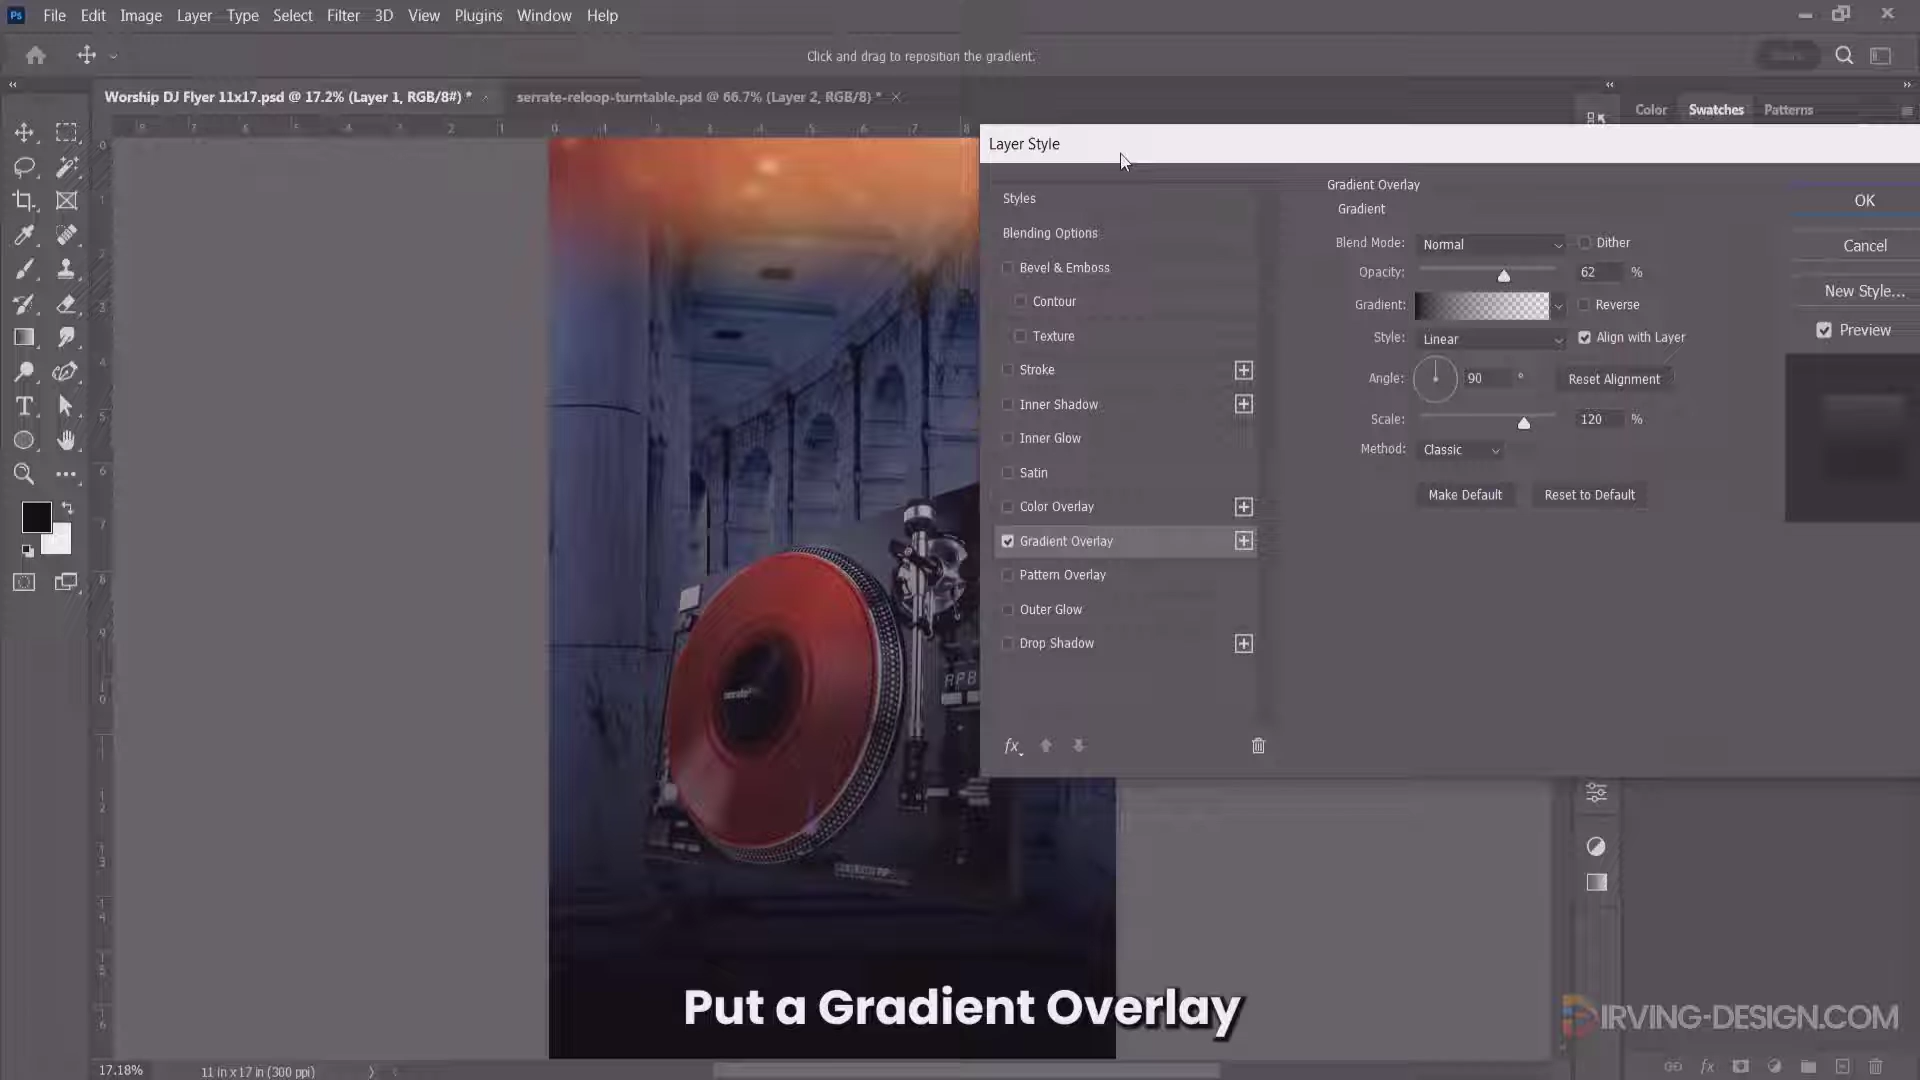 Ps File Edit Image Layer Type Select Filter 3D View Plugins Window Help
Click and drag to reposition the gradient.
Worship DJ Flyer 11x17.psd @ 17.2% (Layer 1, RGB/8#) *
serrate-reloop-turntable.psd @ 66.7% (Layer 2, RGB/8) *
Color Swatches Patterns
Layer Style
Styles
Blending Options
Bevel & Emboss
Contour
Texture
Stroke
Inner Shadow
Inner Glow
Satin
Color Overlay
Gradient Overlay
Pattern Overlay
Outer Glow
Drop Shadow
fx
Gradient Overlay
Gradient
Blend Mode: Normal Dither
Opacity: 62 %
Gradient: Reverse
Style: Linear Align with Layer
Angle: 90 ° Reset Alignment
Scale: 120 %
Method: Classic
Make Default Reset to Default
OK
Cancel
New Style...
Preview
serrate
Put a Gradient Overlay
IRVING-DESIGN.COM
17.18% 11 in x 17 in (300 ppi)
fx